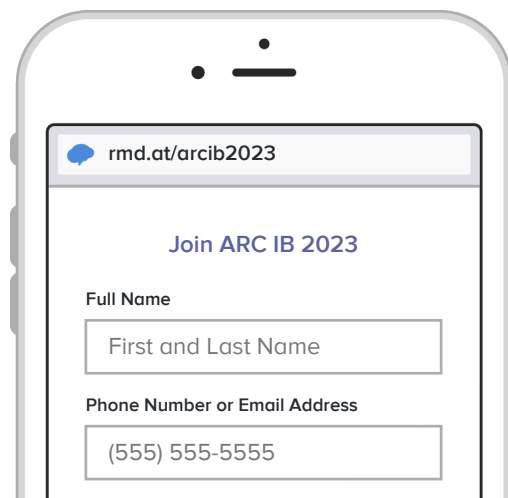 rmd.at/arcib2023
Join ARC IB 2023
Full Name
First and Last Name
Phone Number or Email Address
(555) 555-5555